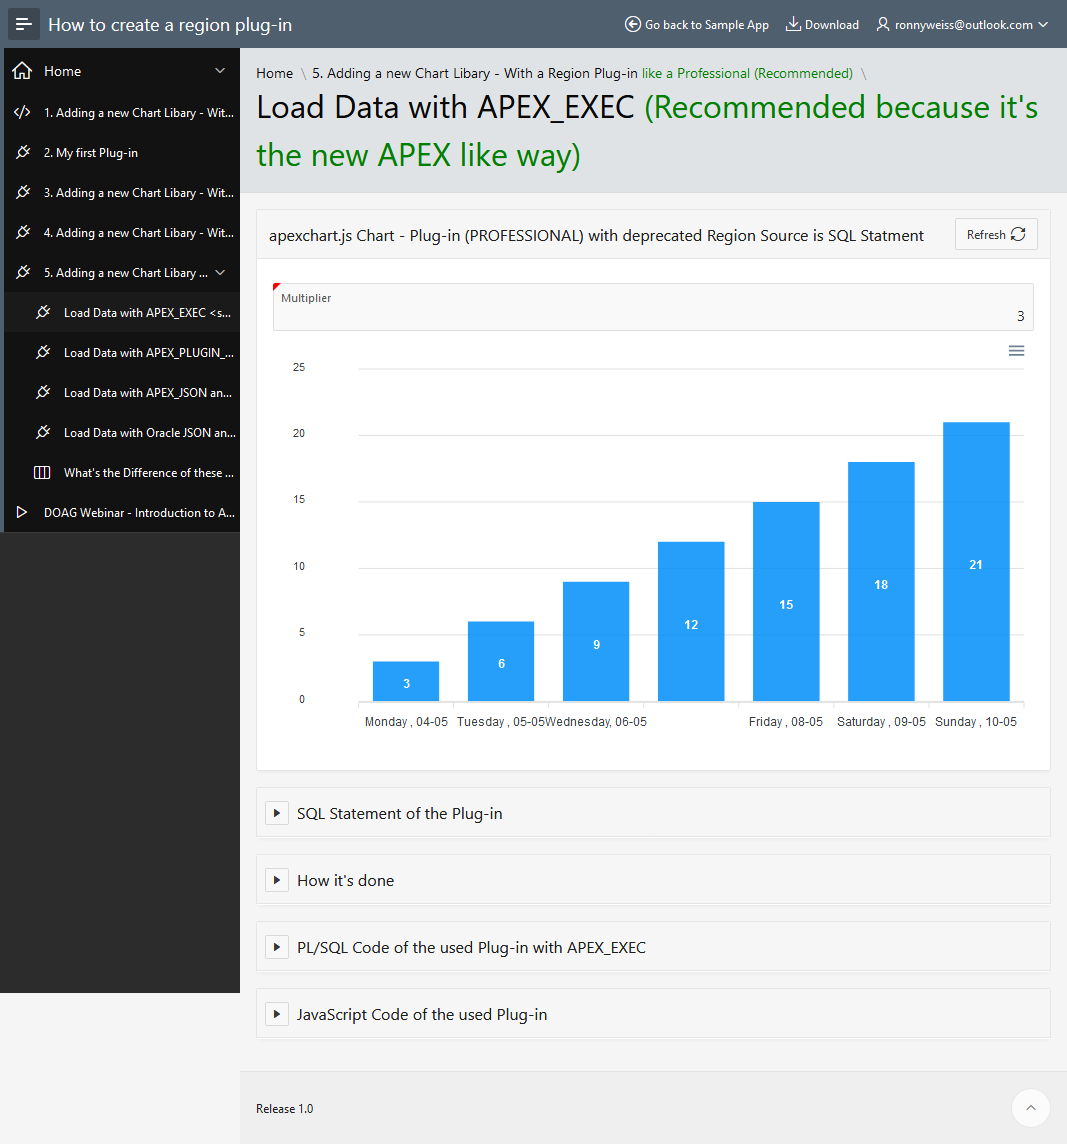 How to create a region plug-in
Go back to Sample App
Download
ronnyweiss@outlook.com
Home
1. Adding a new Chart Libary - Wit...
2. My first Plug-in
3. Adding a new Chart Libary - Wit...
4. Adding a new Chart Libary - Wit...
5. Adding a new Chart Libary ...
Load Data with APEX_EXEC <s...
Load Data with APEX_PLUGIN_...
Load Data with APEX_JSON an...
Load Data with Oracle JSON an...
What's the Difference of these ...
DOAG Webinar - Introduction to A...
Home \ 5. Adding a new Chart Libary - With a Region Plug-in like a Professional (Recommended) \
Load Data with APEX_EXEC (Recommended because it's
the new APEX like way)
apexchart.js Chart - Plug-in (PROFESSIONAL) with deprecated Region Source is SQL Statment
Refresh
Multiplier
3
25
20
15
10
5
0
3
6
9
12
15
18
21
Monday , 04-05
Tuesday , 05-05
Wednesday, 06-05
Friday , 08-05
Saturday , 09-05
Sunday , 10-05
SQL Statement of the Plug-in
How it's done
PL/SQL Code of the used Plug-in with APEX_EXEC
JavaScript Code of the used Plug-in
Release 1.0